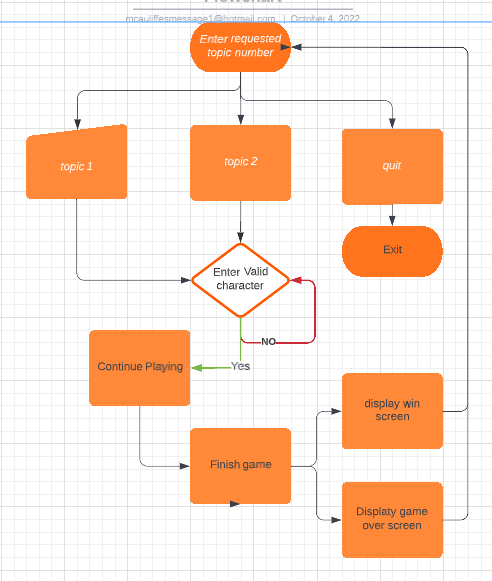 Flowchart
mcauliffesmessage1@hotmail.com | October 4, 2022
Enter requested
topic number
topic 1
topic 2
quit
Exit
Enter Valid
character
NO
Yes
Continue Playing
display win
screen
Finish game
Displaty game
over screen